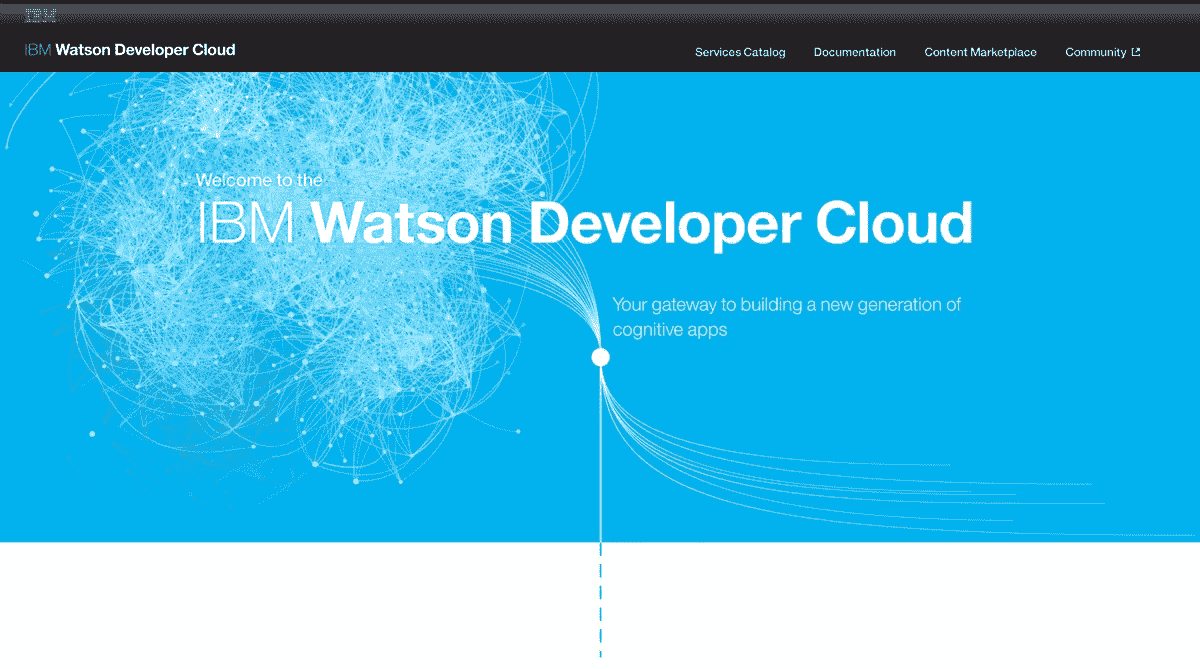 IBM
IBM Watson Developer Cloud
Services Catalog
Documentation
Content Marketplace
Community
Welcome to the
IBM Watson Developer Cloud
Your gateway to building a new generation of
cognitive apps